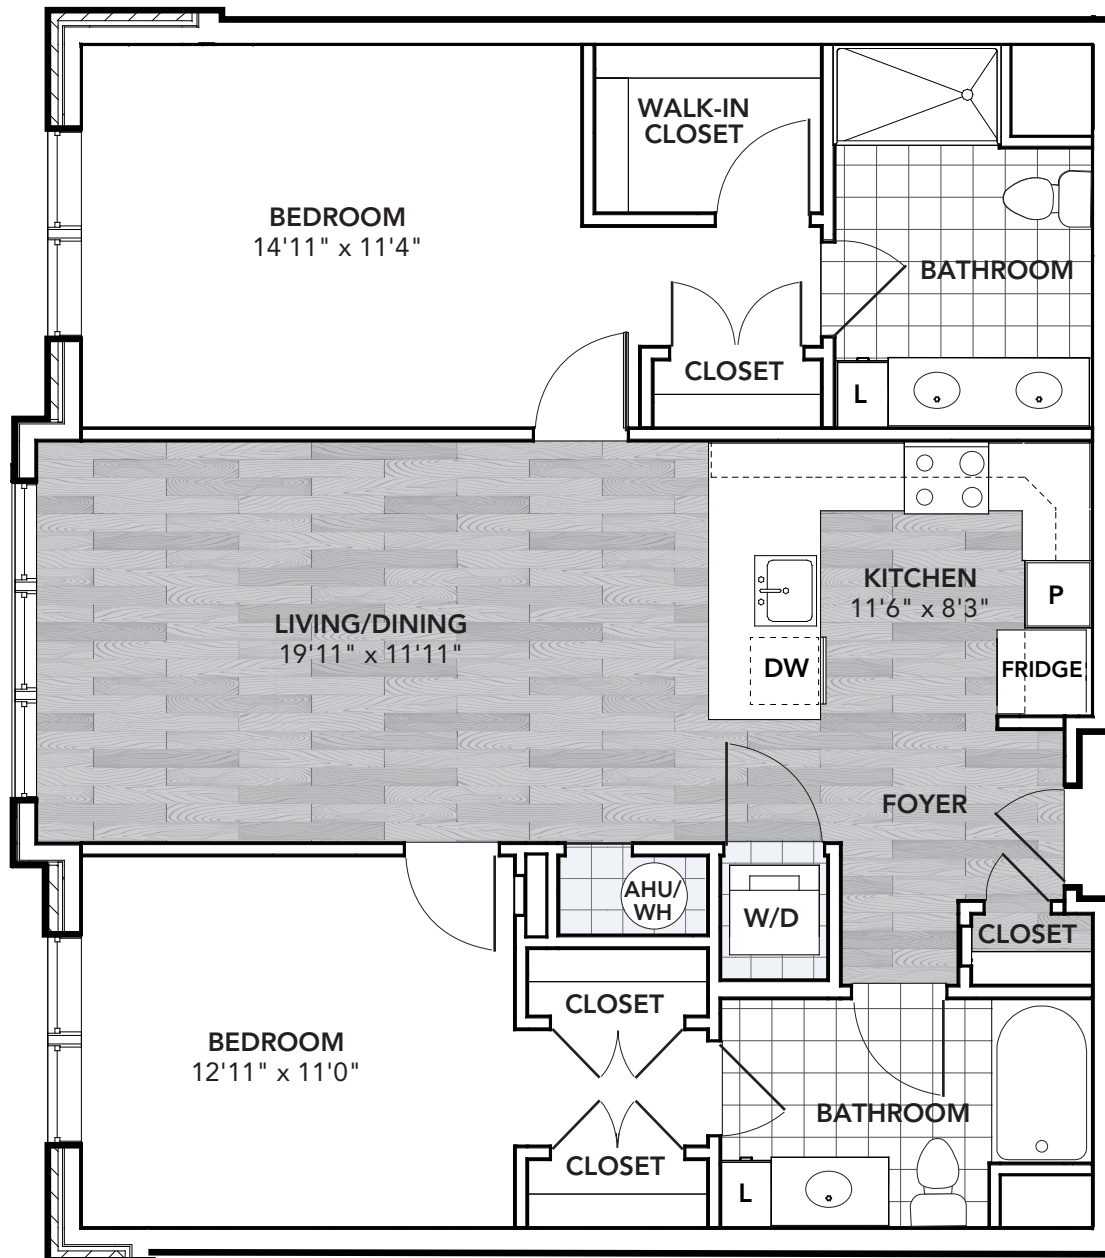 WALK-IN
CLOSET
BEDROOM
14'11" x 11'4"
BATHROOM
CLOSET
L
KITCHEN
11'6" x 8'3"
P
LIVING/DINING
19'11" x 11'11"
DW
FRIDGE
FOYER
AHU/
WH
W/D
CLOSET
CLOSET
BEDROOM
12'11" x 11'0"
BATHROOM
CLOSET
L